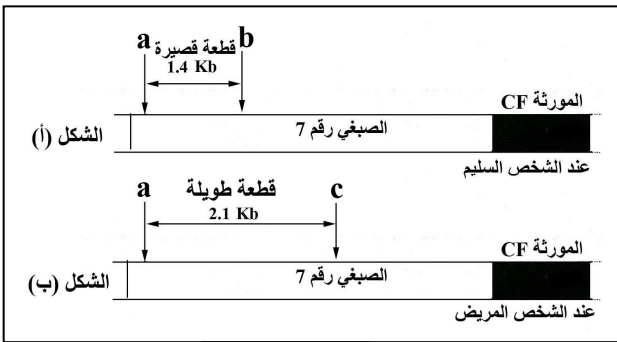 a قطعة قصيرة b
1.4 Kb
المورثة CF
الشكل (أ)
الصبغي رقم 7
عند الشخص السليم
a قطعة طويلة c
2.1 Kb
المورثة CF
الشكل (ب)
الصبغي رقم 7
عند الشخص المريض